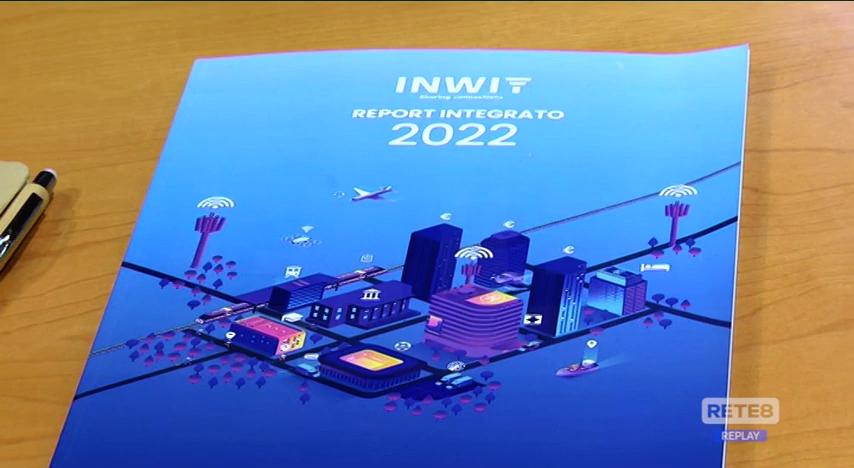 INWIT
Sharing connections
REPORT INTEGRATO
2022
RETE8
REPLAY